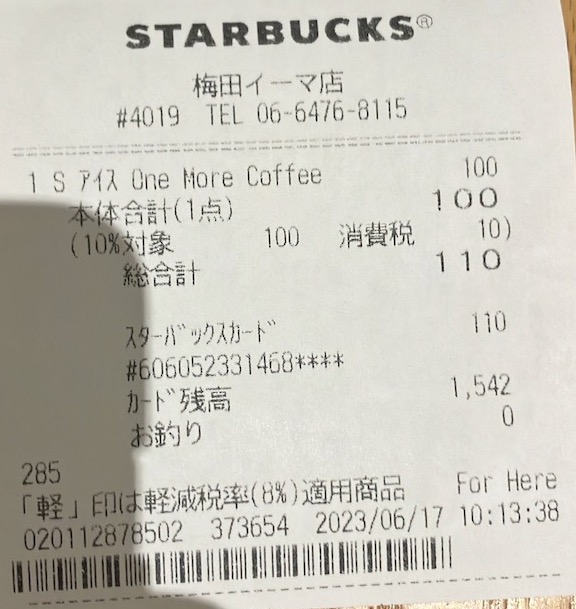 STARBUCKS®
梅田イーマ店
#4019 TEL 06-6476-8115
1 S アイス One More Coffee 100
本体合計(1点) 100
(10%対象 100 消費税 10)
総合計 110
スターバックスカード 110
#606052331468****
カード残高 1,542
お釣り 0
285
「軽」印は軽減税率(8%)適用商品 For Here
020112878502 373654 2023/06/17 10:13:38